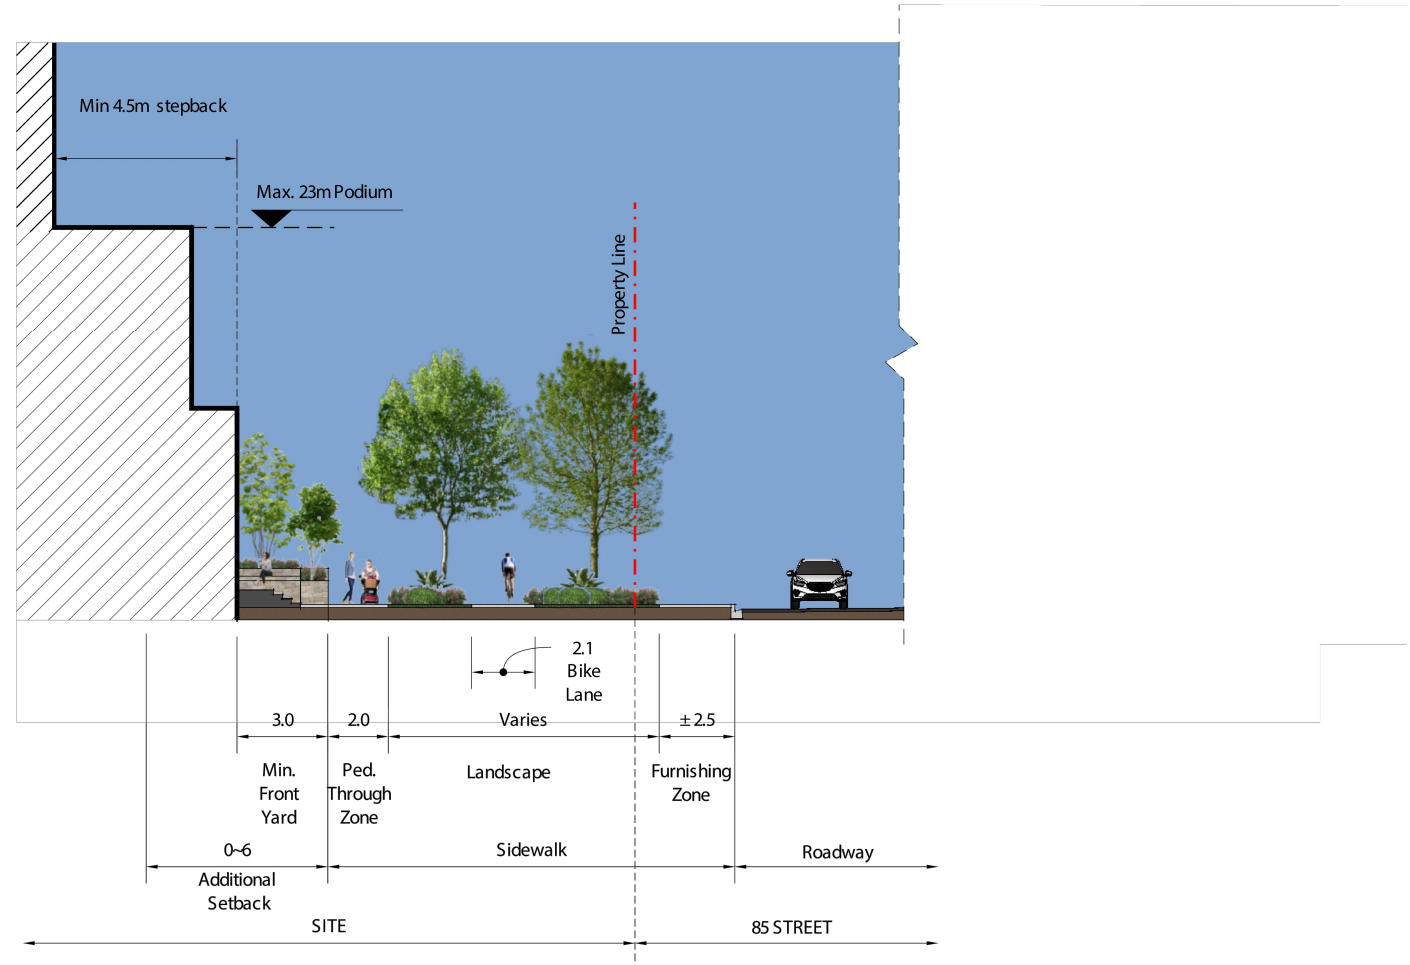 Min 4.5m stepback
Max. 23m Podium
Property Line
2.1
Bike
Lane
3.0
2.0
Varies
± 2.5
Min.
Front
Yard
Ped.
Through
Zone
Landscape
Furnishing
Zone
0~6
Additional
Setback
Sidewalk
Roadway
SITE
85 STREET